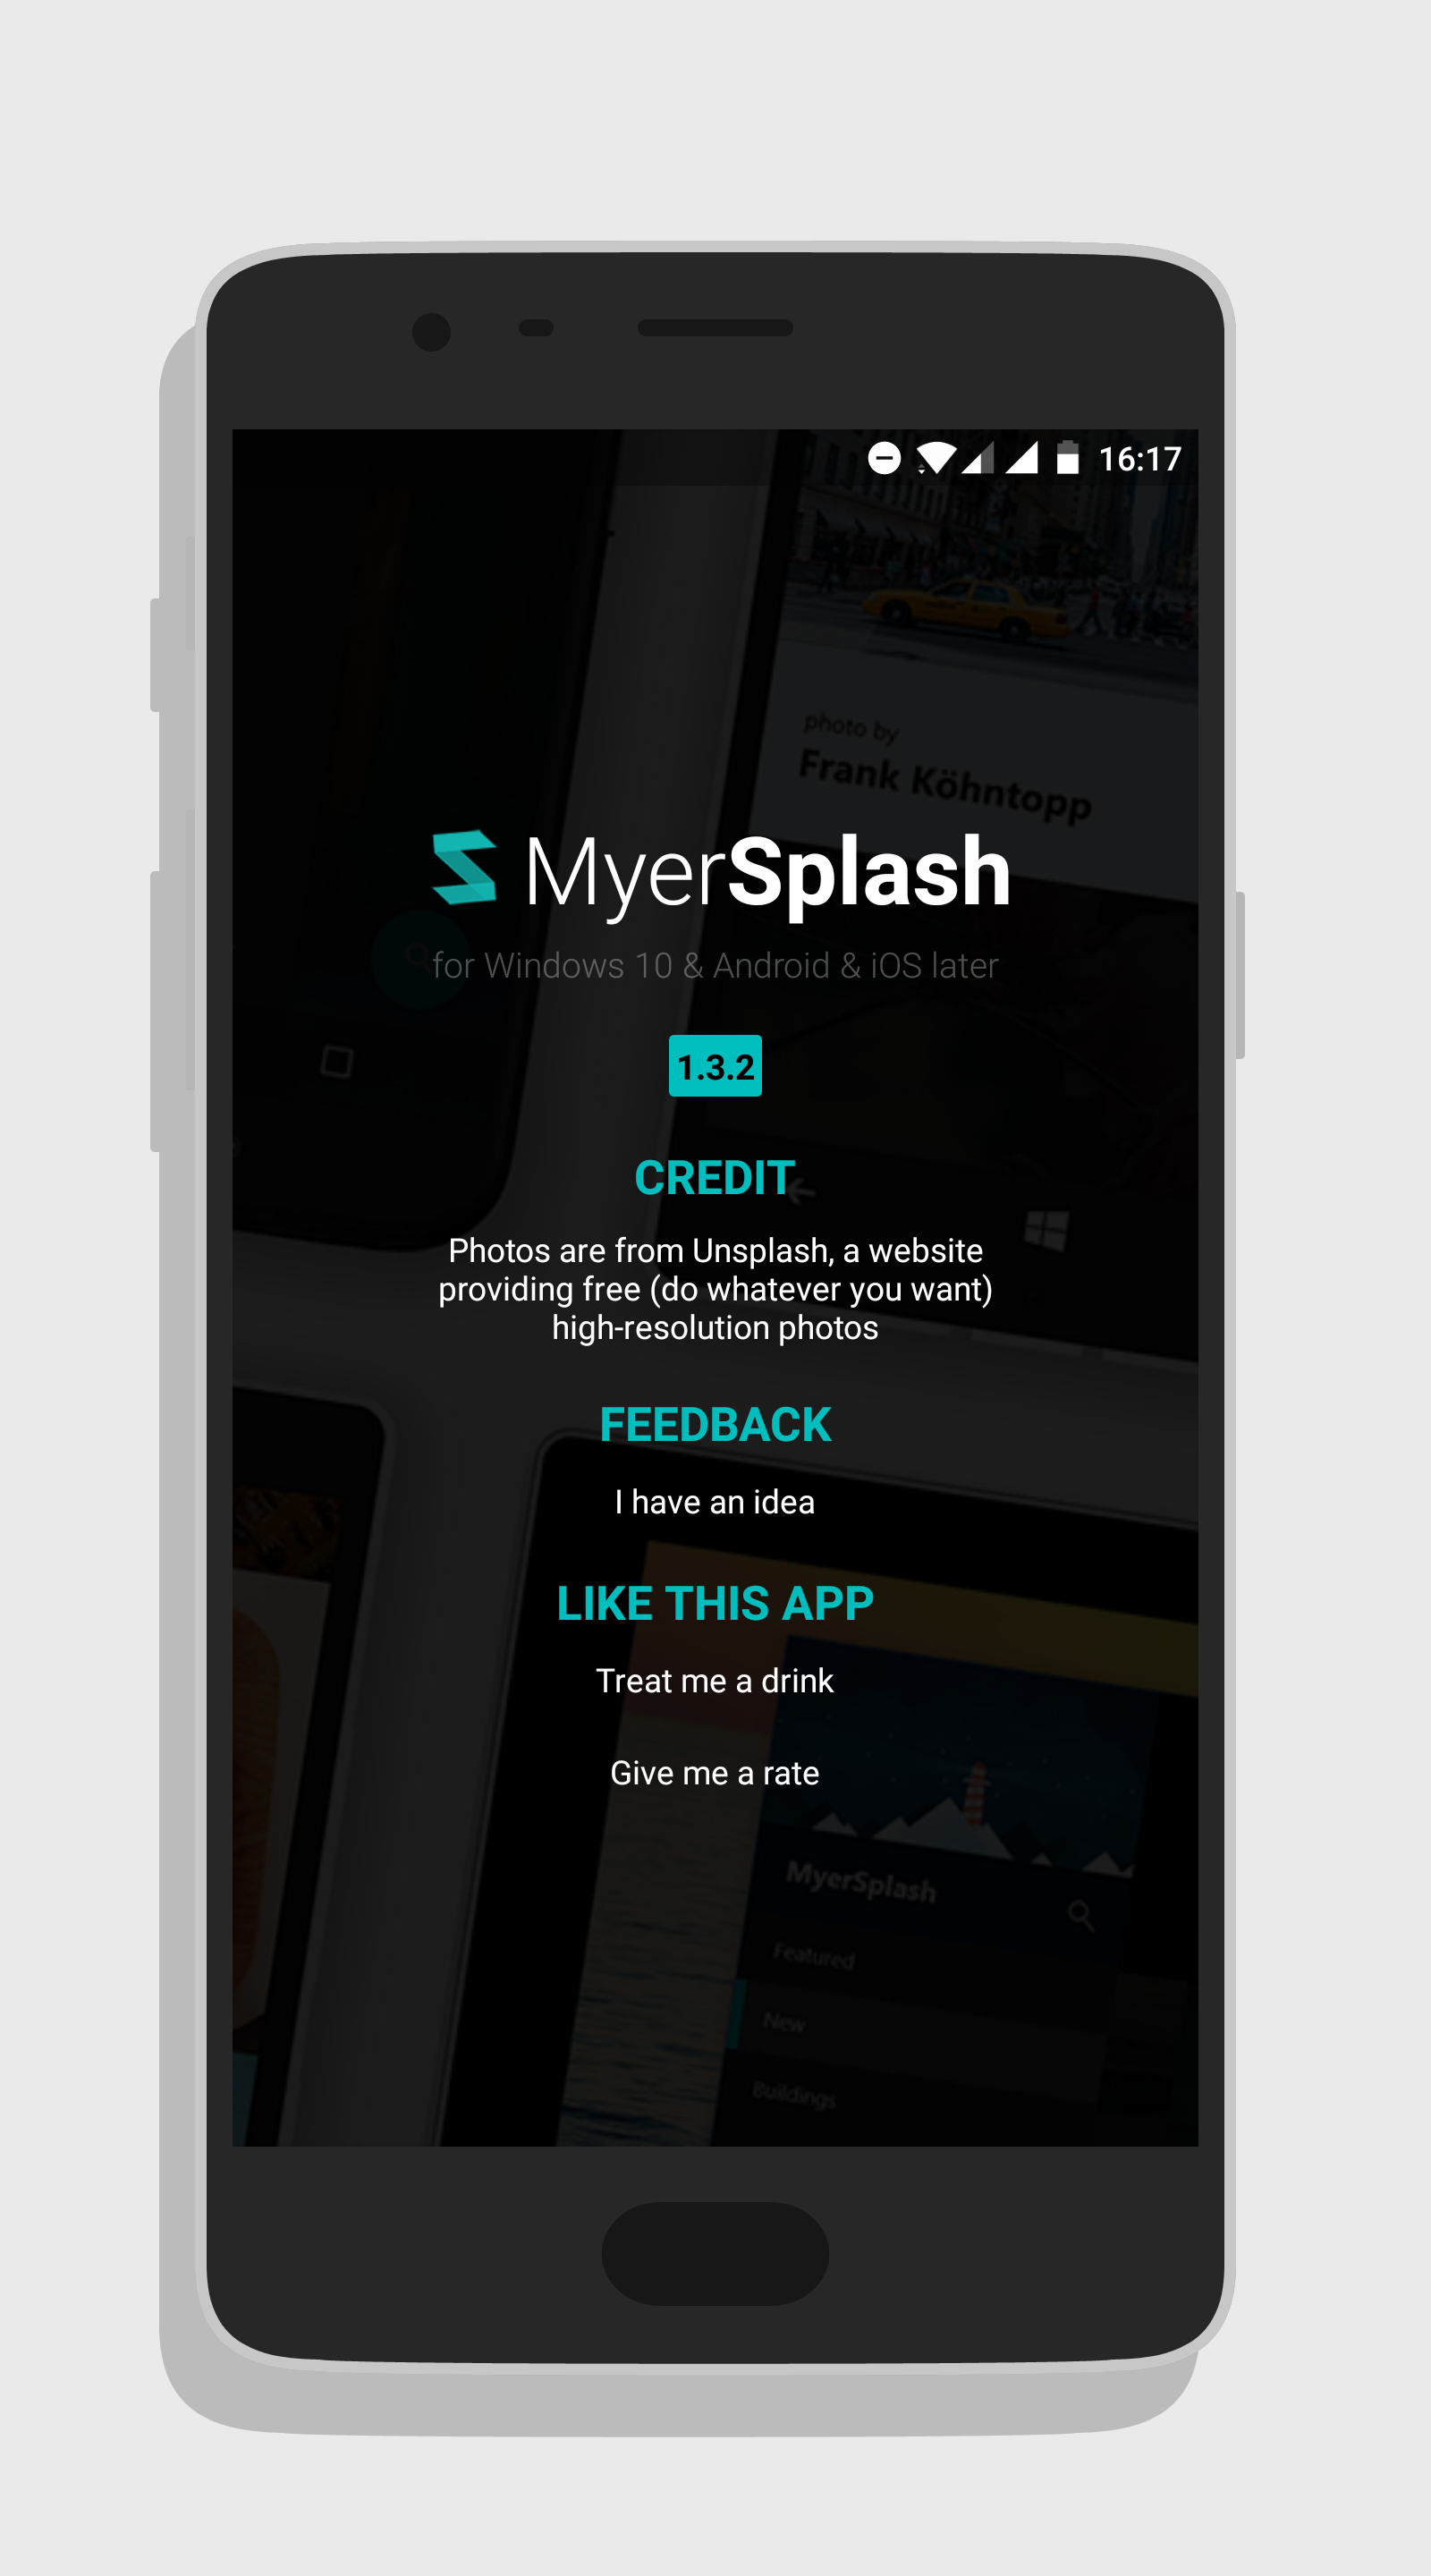 16:17
photo by
Frank Köhntopp
MyerSplash
for Windows 10 & Android & iOS later
1.3.2
CREDIT
Photos are from Unsplash, a website
providing free (do whatever you want)
high-resolution photos
FEEDBACK
I have an idea
LIKE THIS APP
Treat me a drink
Give me a rate
MyerSplash
Featured
New
Buildings